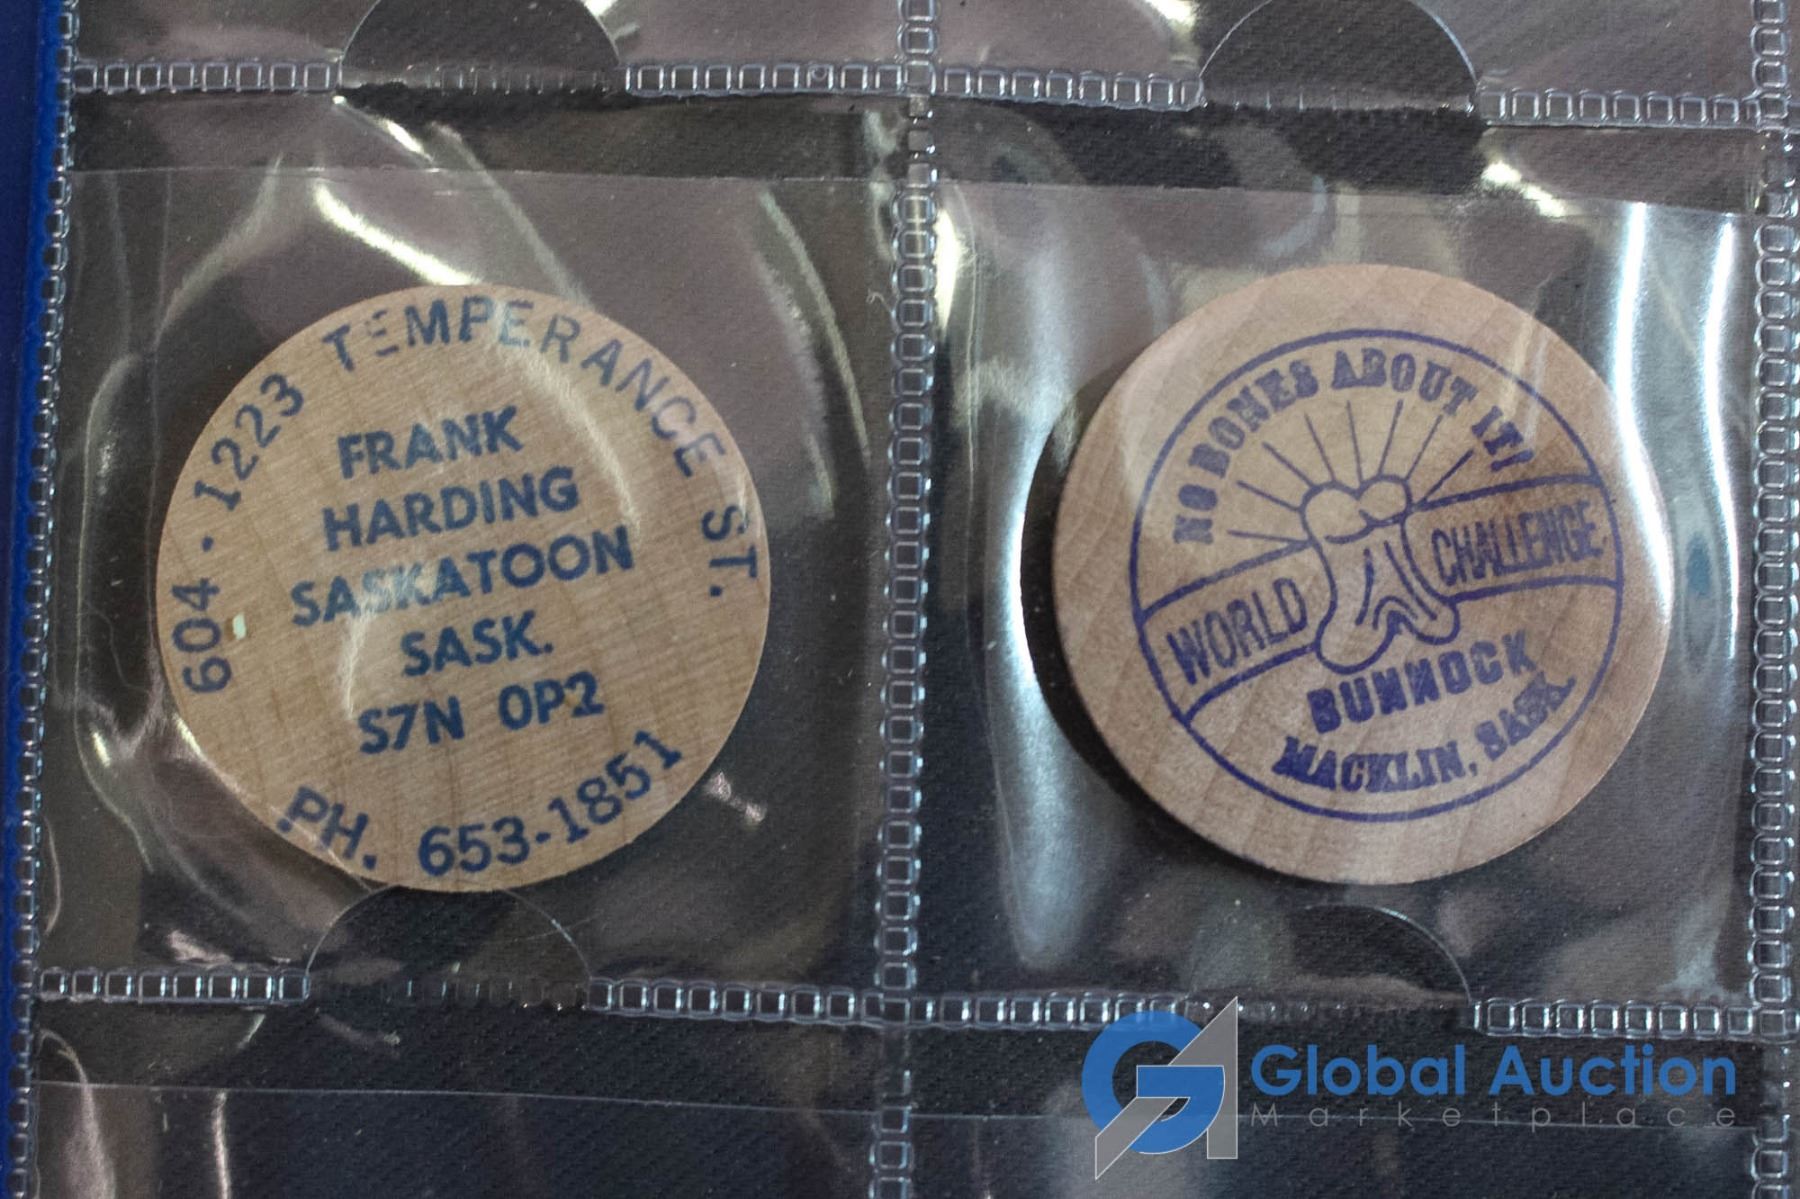 604 - 1223 TEMPERANCE ST.
FRANK
HARDING
SASKATOON
SASK.
S7N 0P2
PH. 653-1851
NO BONES ABOUT IT!
WORLD CHALLENGE
BUNNOCK
MACKLIN, SASK.
Global Auction
Marketplace